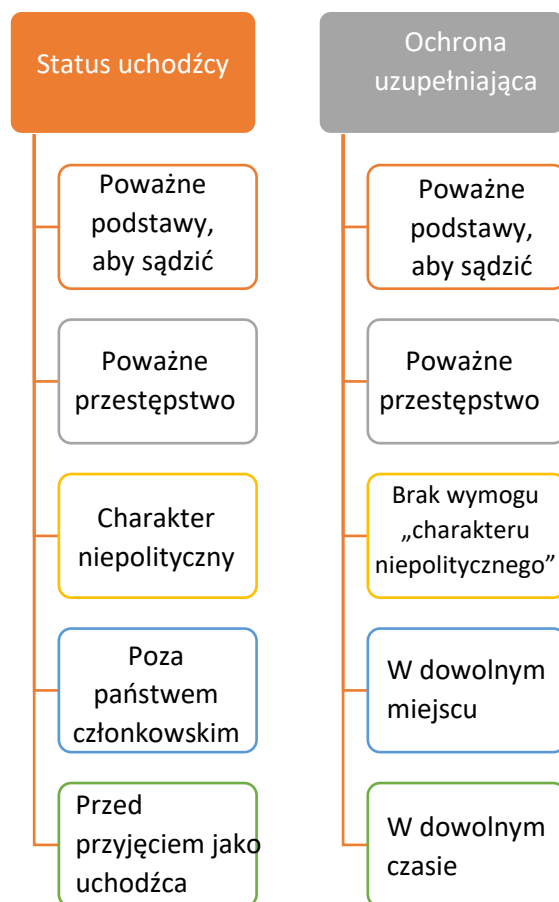 Status uchodźcy
Poważne
podstawy,
aby sądzić
Poważne
przestępstwo
Charakter
niepolityczny
Poza
państwem
członkowskim
Przed
przyjęciem jako
uchodźca
Ochrona
uzupełniająca
Poważne
podstawy,
aby sądzić
Poważne
przestępstwo
Brak wymogu
„charakteru
niepolitycznego”
W dowolnym
miejscu
W dowolnym
czasie